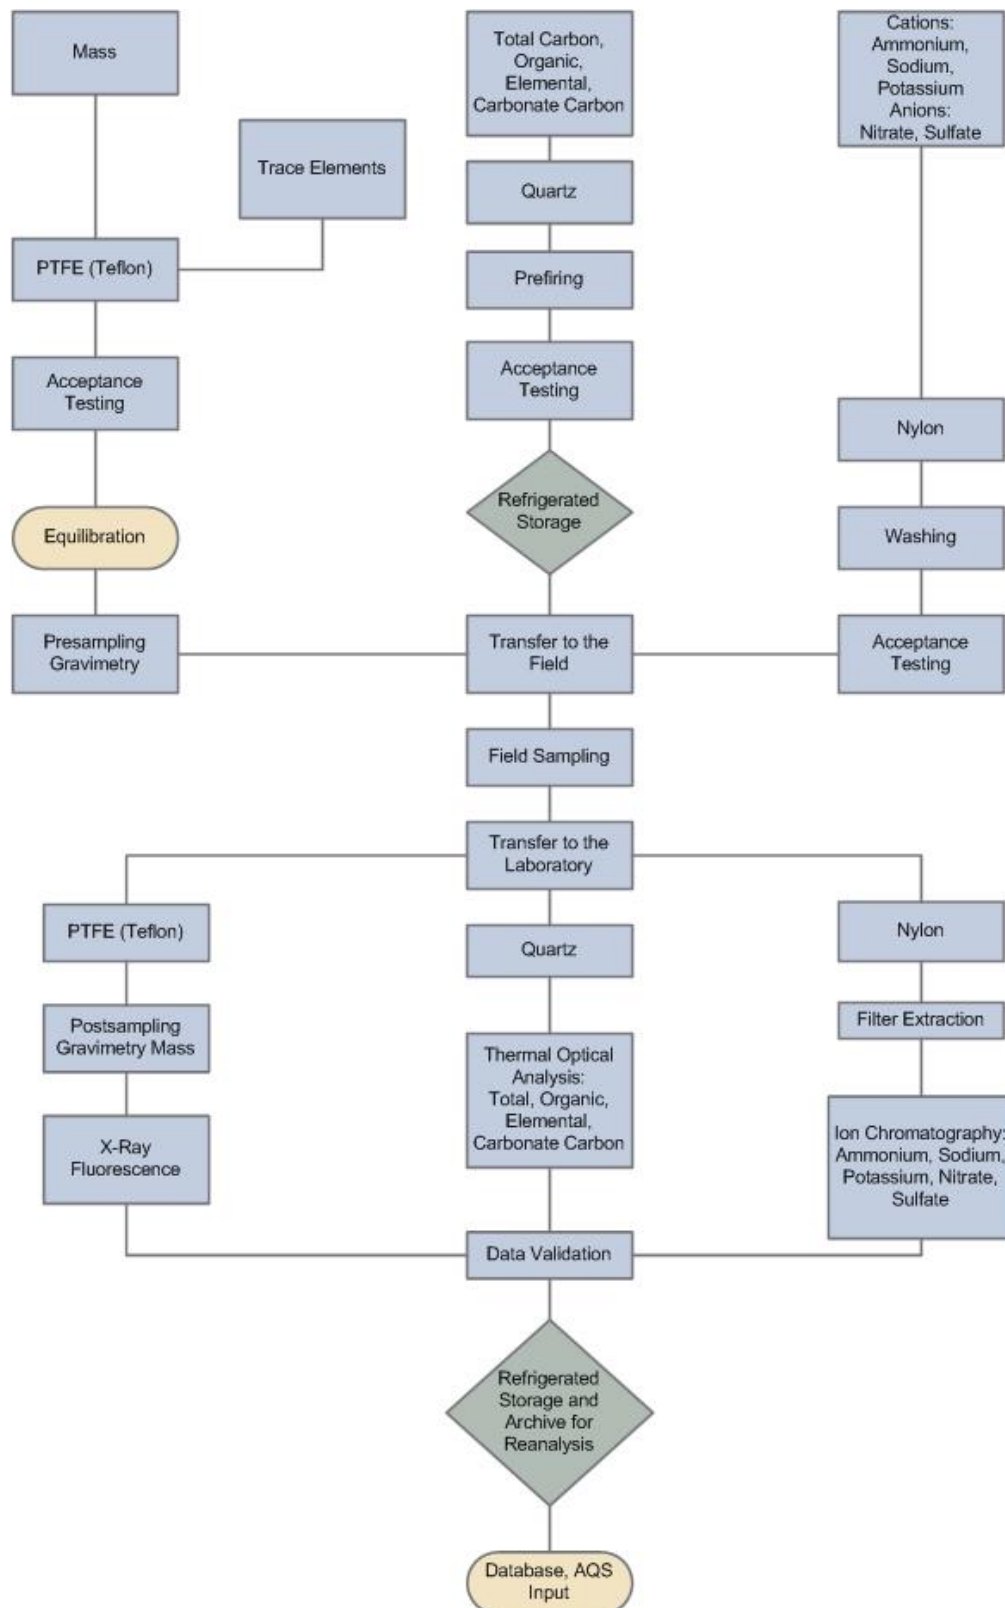 Mass
Total Carbon,
Organic,
Elemental,
Carbonate Carbon
Cations:
Ammonium,
Sodium,
Potassium
Anions:
Nitrate, Sulfate
Trace Elements
Quartz
PTFE (Teflon)
Prefiring
Acceptance
Testing
Acceptance
Testing
Nylon
Equilibration
Refrigerated
Storage
Washing
Presampling
Gravimetry
Transfer to the
Field
Acceptance
Testing
Field Sampling
Transfer to the
Laboratory
PTFE (Teflon)
Quartz
Nylon
Postsampling
Gravimetry Mass
Thermal Optical
Analysis:
Total, Organic,
Elemental,
Carbonate Carbon
Filter Extraction
X-Ray
Fluorescence
Ion Chromatography:
Ammonium, Sodium,
Potassium, Nitrate,
Sulfate
Data Validation
Refrigerated
Storage and
Archive for
Reanalysis
Database, AQS
Input